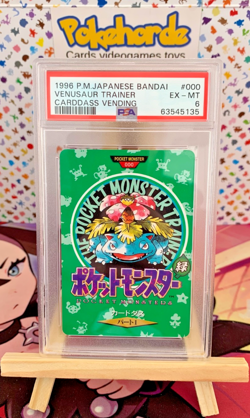 Pokehorde
Cards videogames toys
1996 P.M.JAPANESE BANDAI #000
VENUSAUR TRAINER EX-MT
CARDDASS VENDING PSA 6
63545135
POCKET MONSTER
000
POCKET MONSTER TRAINER
ポケットモンスター
緑
POCKET MONSTERS
カードダス
パート1